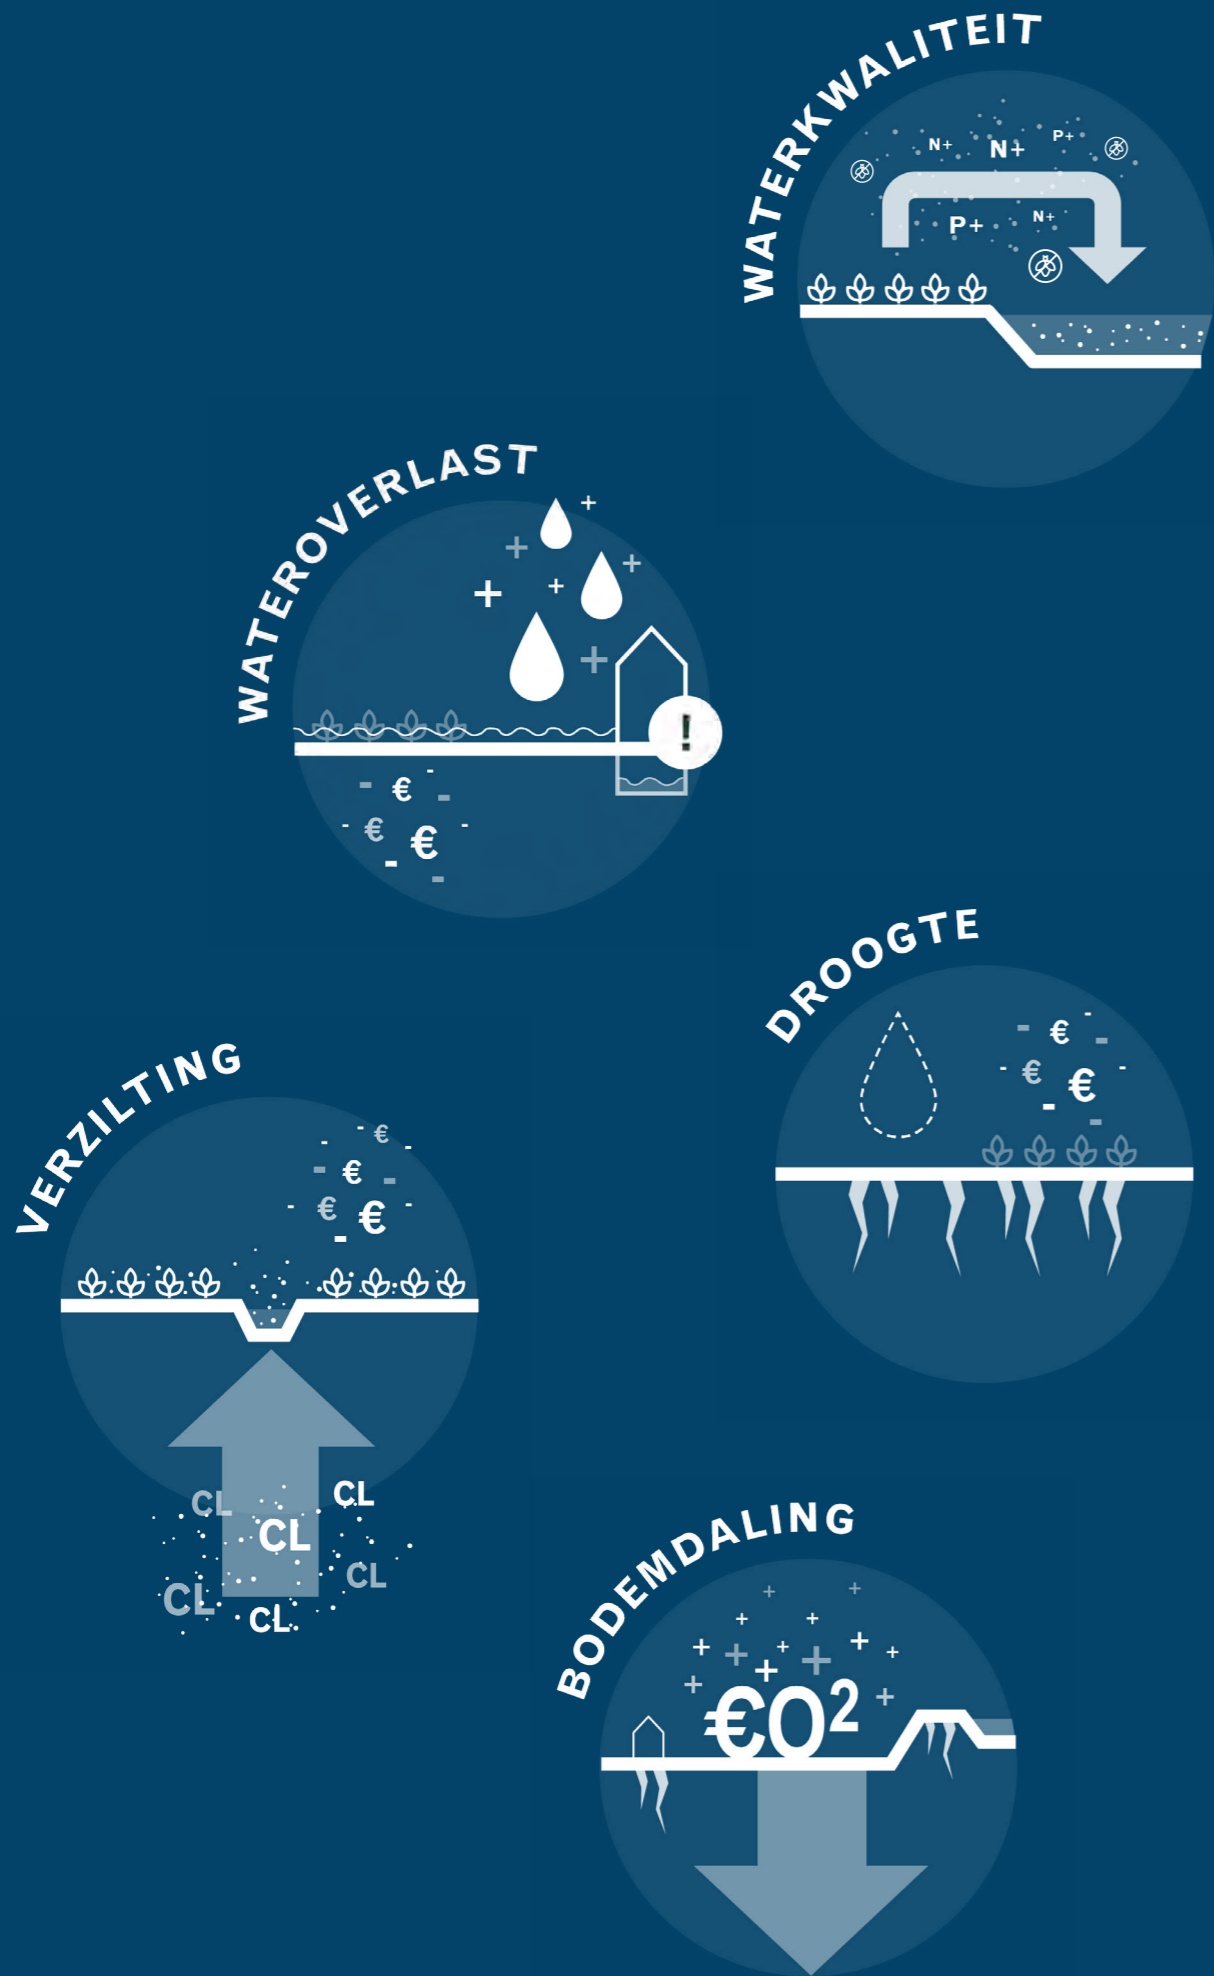 WATERKWALITEIT
N+ N+ P+
P+ N+
WATEROVERLAST
+
+
+ + +
+
!
- € - -
- € € -
- -
DROOGTE
- € - -
- € € -
- -
VERZILTING
- - € -
- € -
- € € -
-
CL CL
CL
CL
CL
CL
BODEMDALING
+ +
+ +
+ + + + + + +
+ +
€O²